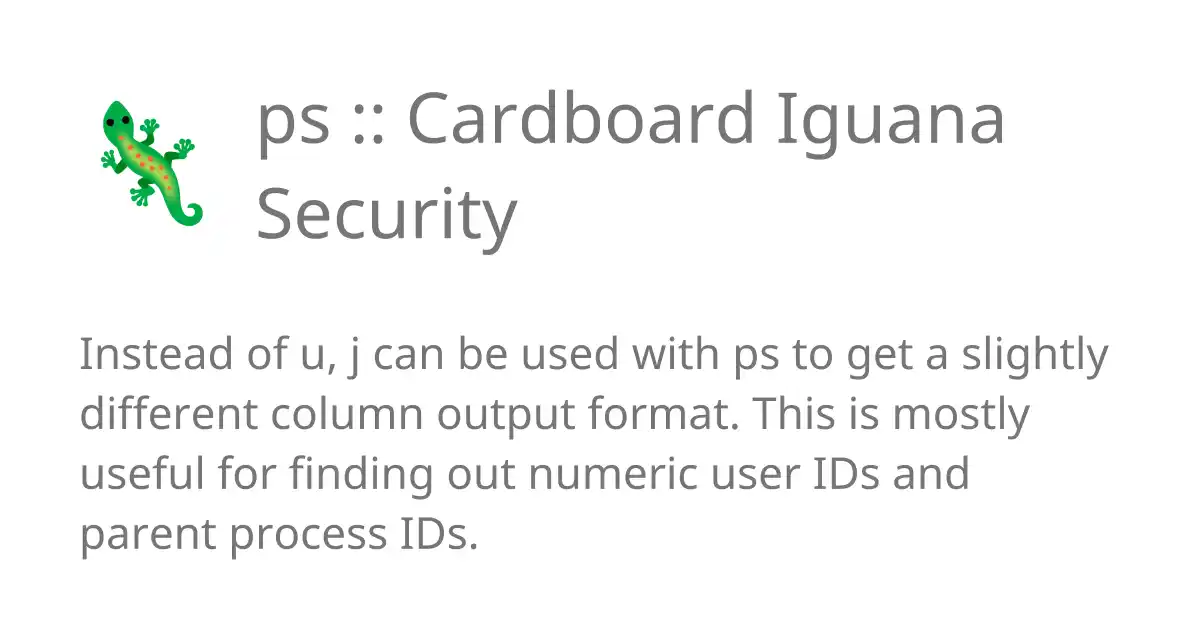 ps :: Cardboard Iguana
Security
Instead of u, j can be used with ps to get a slightly
different column output format. This is mostly
useful for finding out numeric user IDs and
parent process IDs.